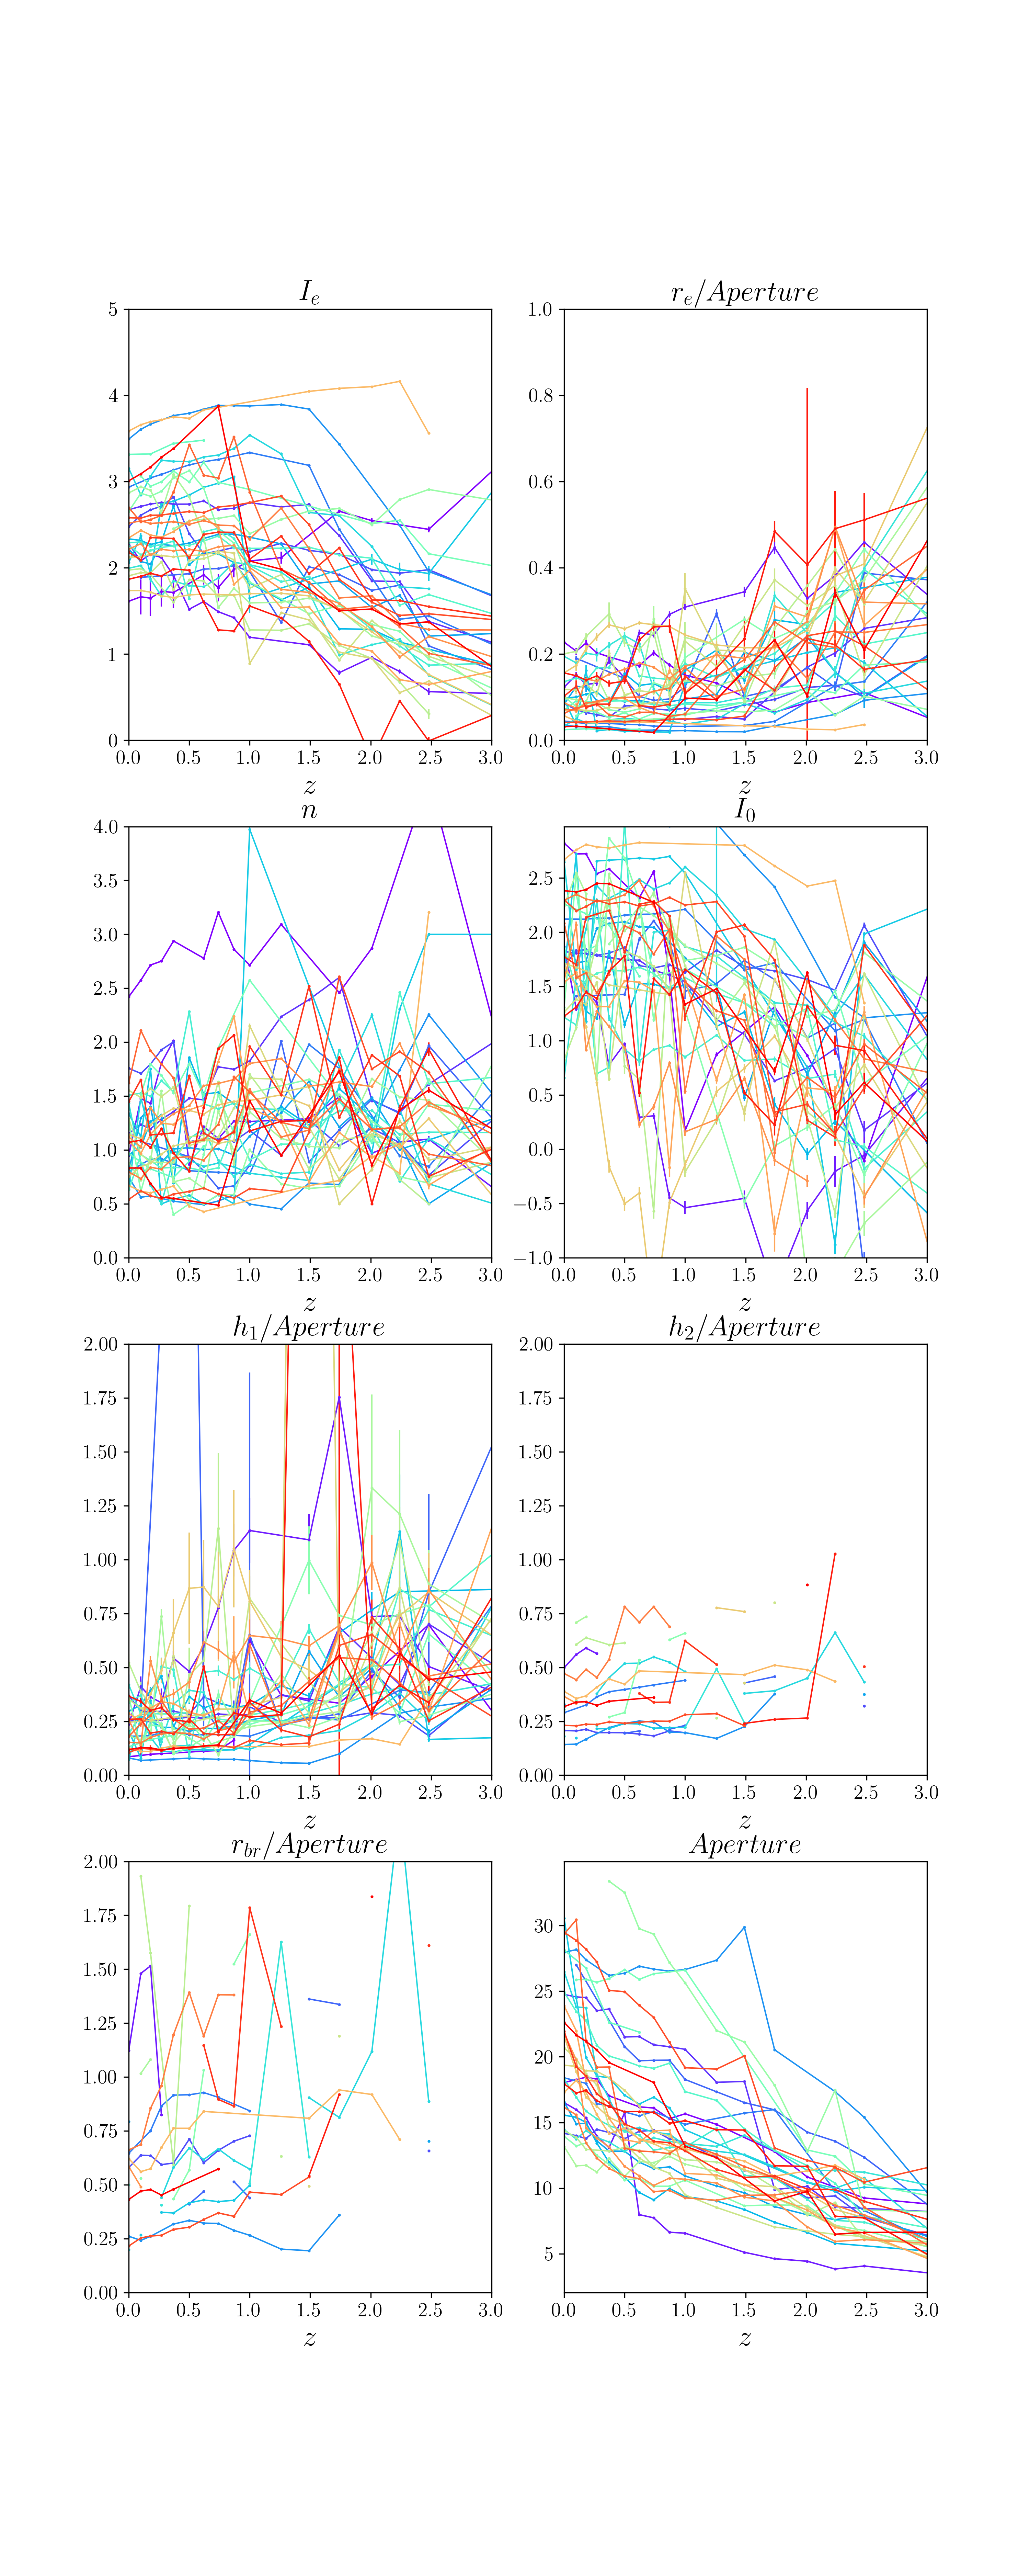 I_e r_e/Aperture
5 1.0
4 0.8
3 0.6
2 0.4
1 0.2
0 0.0
0.0 0.5 1.0 1.5 2.0 2.5 3.0 0.0 0.5 1.0 1.5 2.0 2.5 3.0
z z
n I_0
4.0
3.5 2.5
3.0 2.0
2.5 1.5
2.0 1.0
1.5 0.5
1.0 0.0
0.5 −0.5
0.0 −1.0
0.0 0.5 1.0 1.5 2.0 2.5 3.0 0.0 0.5 1.0 1.5 2.0 2.5 3.0
z z
h_1/Aperture h_2/Aperture
2.00 2.00
1.75 1.75
1.50 1.50
1.25 1.25
1.00 1.00
0.75 0.75
0.50 0.50
0.25 0.25
0.00 0.00
0.0 0.5 1.0 1.5 2.0 2.5 3.0 0.0 0.5 1.0 1.5 2.0 2.5 3.0
z z
r_{br}/Aperture Aperture
2.00
1.75 30
1.50 25
1.25 20
1.00
0.75 15
0.50 10
0.25 5
0.00
0.0 0.5 1.0 1.5 2.0 2.5 3.0 0.0 0.5 1.0 1.5 2.0 2.5 3.0
z z